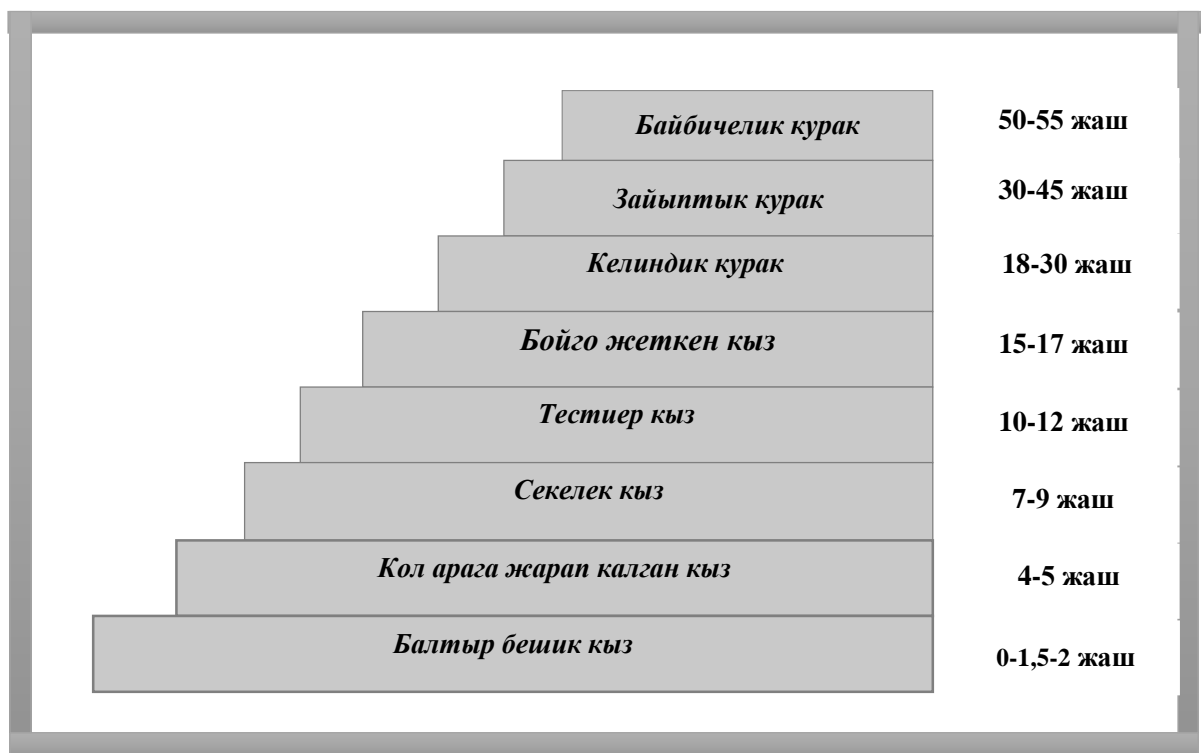 Байбичелик курак 50-55 жаш
Зайыптык курак 30-45 жаш
Келиндик курак 18-30 жаш
Бойго жеткен кыз 15-17 жаш
Тестиер кыз 10-12 жаш
Секелек кыз 7-9 жаш
Кол арага жарап калган кыз 4-5 жаш
Балтыр бешик кыз 0-1,5-2 жаш